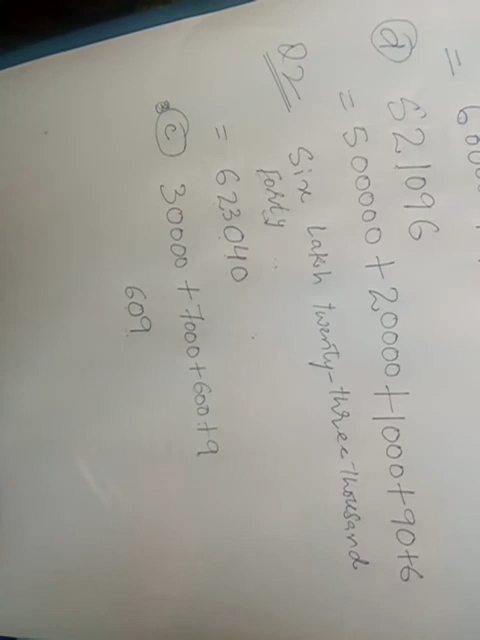 = 6000
(d) 521096
= 500000 + 20000 + 1000 + 90 + 6
Q2 Six lakh twenty-three-thousand
forty
= 623040
(c) 30000 + 7000 + 600 + 9
609